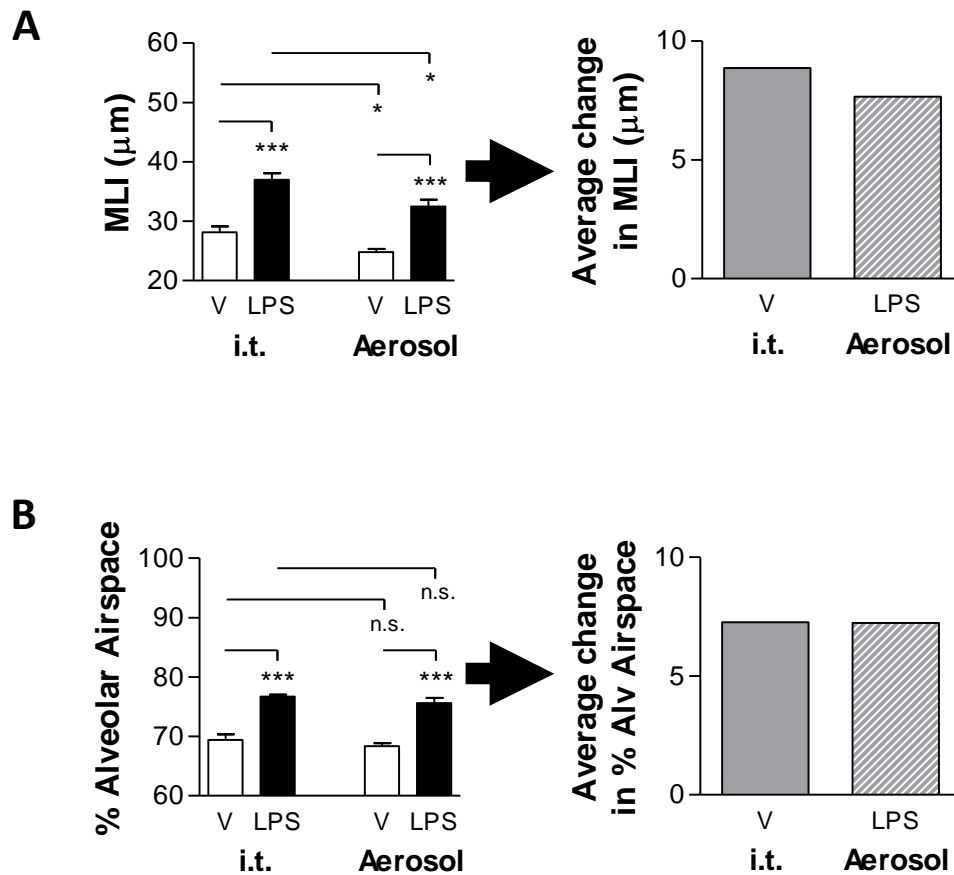 A
MLI (μm)
60
50
40
30
20
***
*
***
*
V LPS V LPS
i.t. Aerosol
Average change
in MLI (μm)
10
5
0
V LPS
i.t. Aerosol
B
% Alveolar Airspace
100
90
80
70
60
***
n.s.
***
n.s.
V LPS V LPS
i.t. Aerosol
Average change
in % Alv Airspace
10
5
0
V LPS
i.t. Aerosol